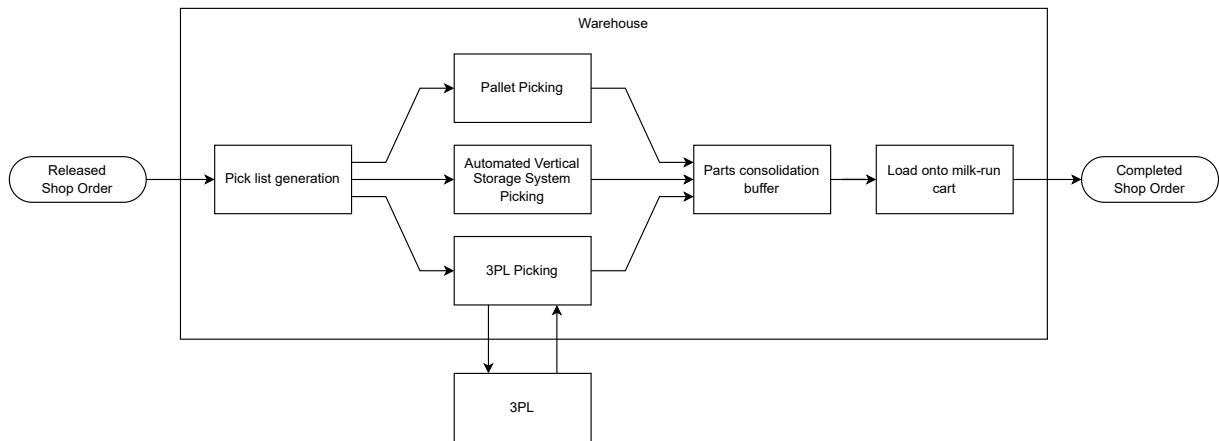 Warehouse
Released
Shop Order
Pick list generation
Pallet Picking
Automated Vertical
Storage System
Picking
3PL Picking
3PL
Parts consolidation
buffer
Load onto milk-run
cart
Completed
Shop Order